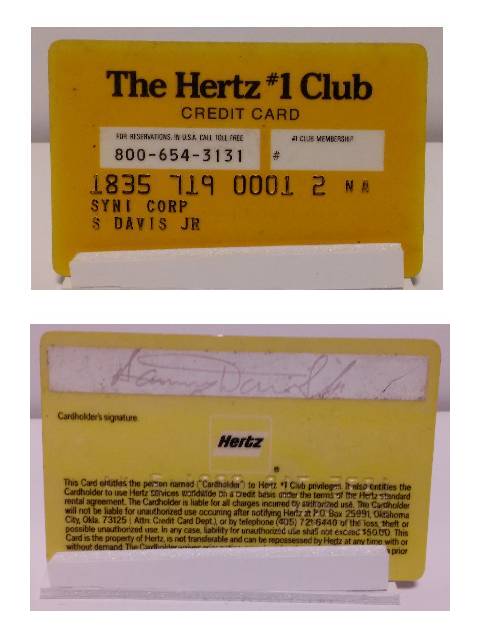 The Hertz #1 Club
CREDIT CARD
FOR RESERVATIONS, IN U.S.A. CALL TOLL FREE
800-654-3131
#1 CLUB MEMBERSHIP
#
1835 719 0001 2 NA
SYNI CORP
S DAVIS JR
Sammy Davis Jr
Cardholder's signature
Hertz
®
This Card entitles the person named ("Cardholder") to Hertz #1 Club privileges. It also entitles the
Cardholder to use Hertz services worldwide on a credit basis under the terms of the Hertz standard
rental agreement. The Cardholder is liable for all charges incurred by authorized use. The Cardholder
will not be liable for unauthorized use occurring after notifying Hertz at P.O. Box 25991, Oklahoma
City, Okla. 73125 (Attn. Credit Card Dept.), or by telephone (405) 721-6440 of the loss, theft or
possible unauthorized use. In any case, liability for unauthorized use shall not exceed $50.00. This
Card is the property of Hertz, is not transferable and can be repossessed by Hertz at any time with or
without demand. The Cardholder prior